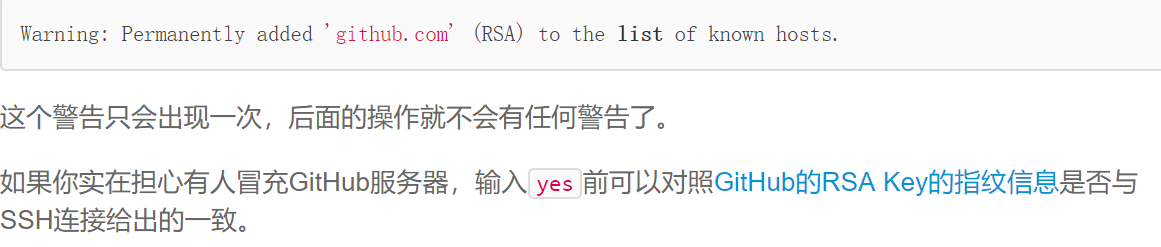 Warning: Permanently added 'github.com' (RSA) to the list of known hosts.
这个警告只会出现一次，后面的操作就不会有任何警告了。
如果你实在担心有人冒充GitHub服务器，输入yes前可以对照GitHub的RSA Key的指纹信息是否与
SSH连接给出的一致。